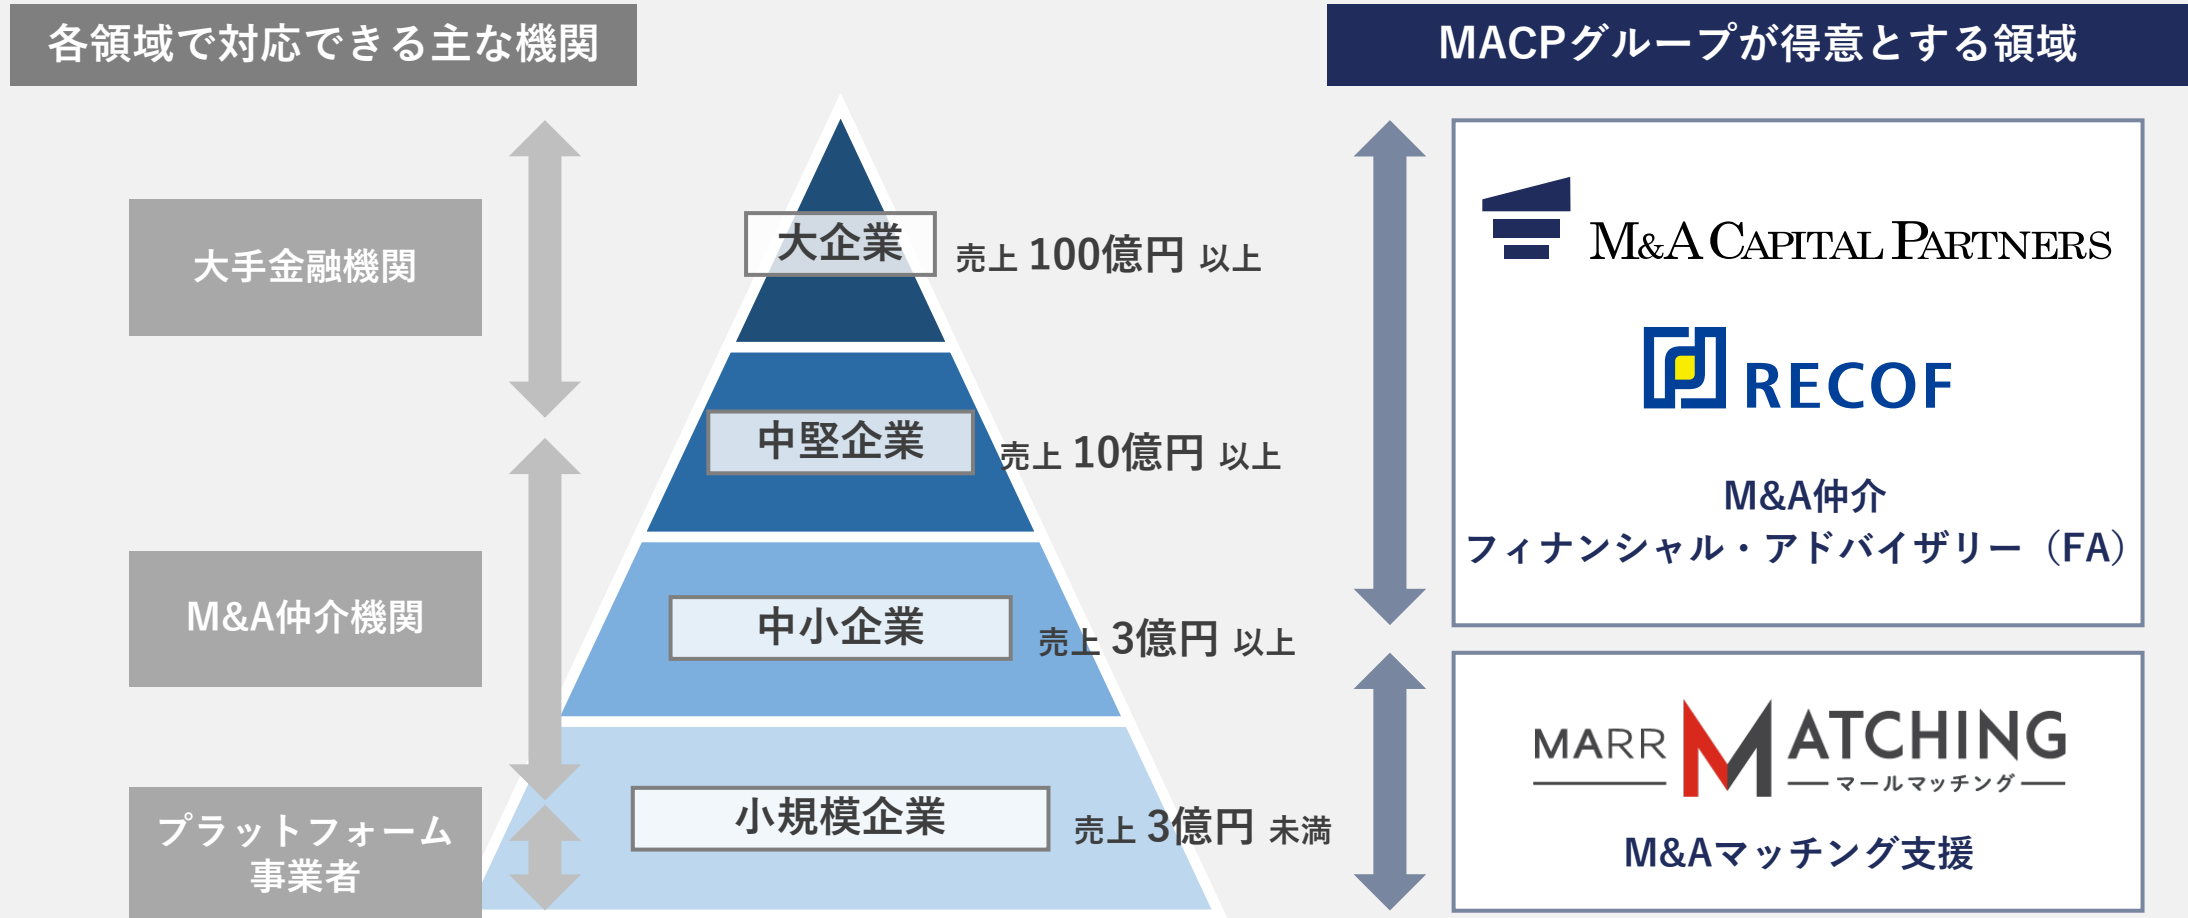 各領域で対応できる主な機関
MACPグループが得意とする領域
大手金融機関
M&A仲介機関
プラットフォーム
事業者
大企業
売上 100億円 以上
中堅企業
売上 10億円 以上
中小企業
売上 3億円 以上
小規模企業
売上 3億円 未満
M&A CAPITAL PARTNERS
RECOF
M&A仲介
フィナンシャル・アドバイザリー（FA）
MARR MATCHING
マールマッチング
M&Aマッチング支援